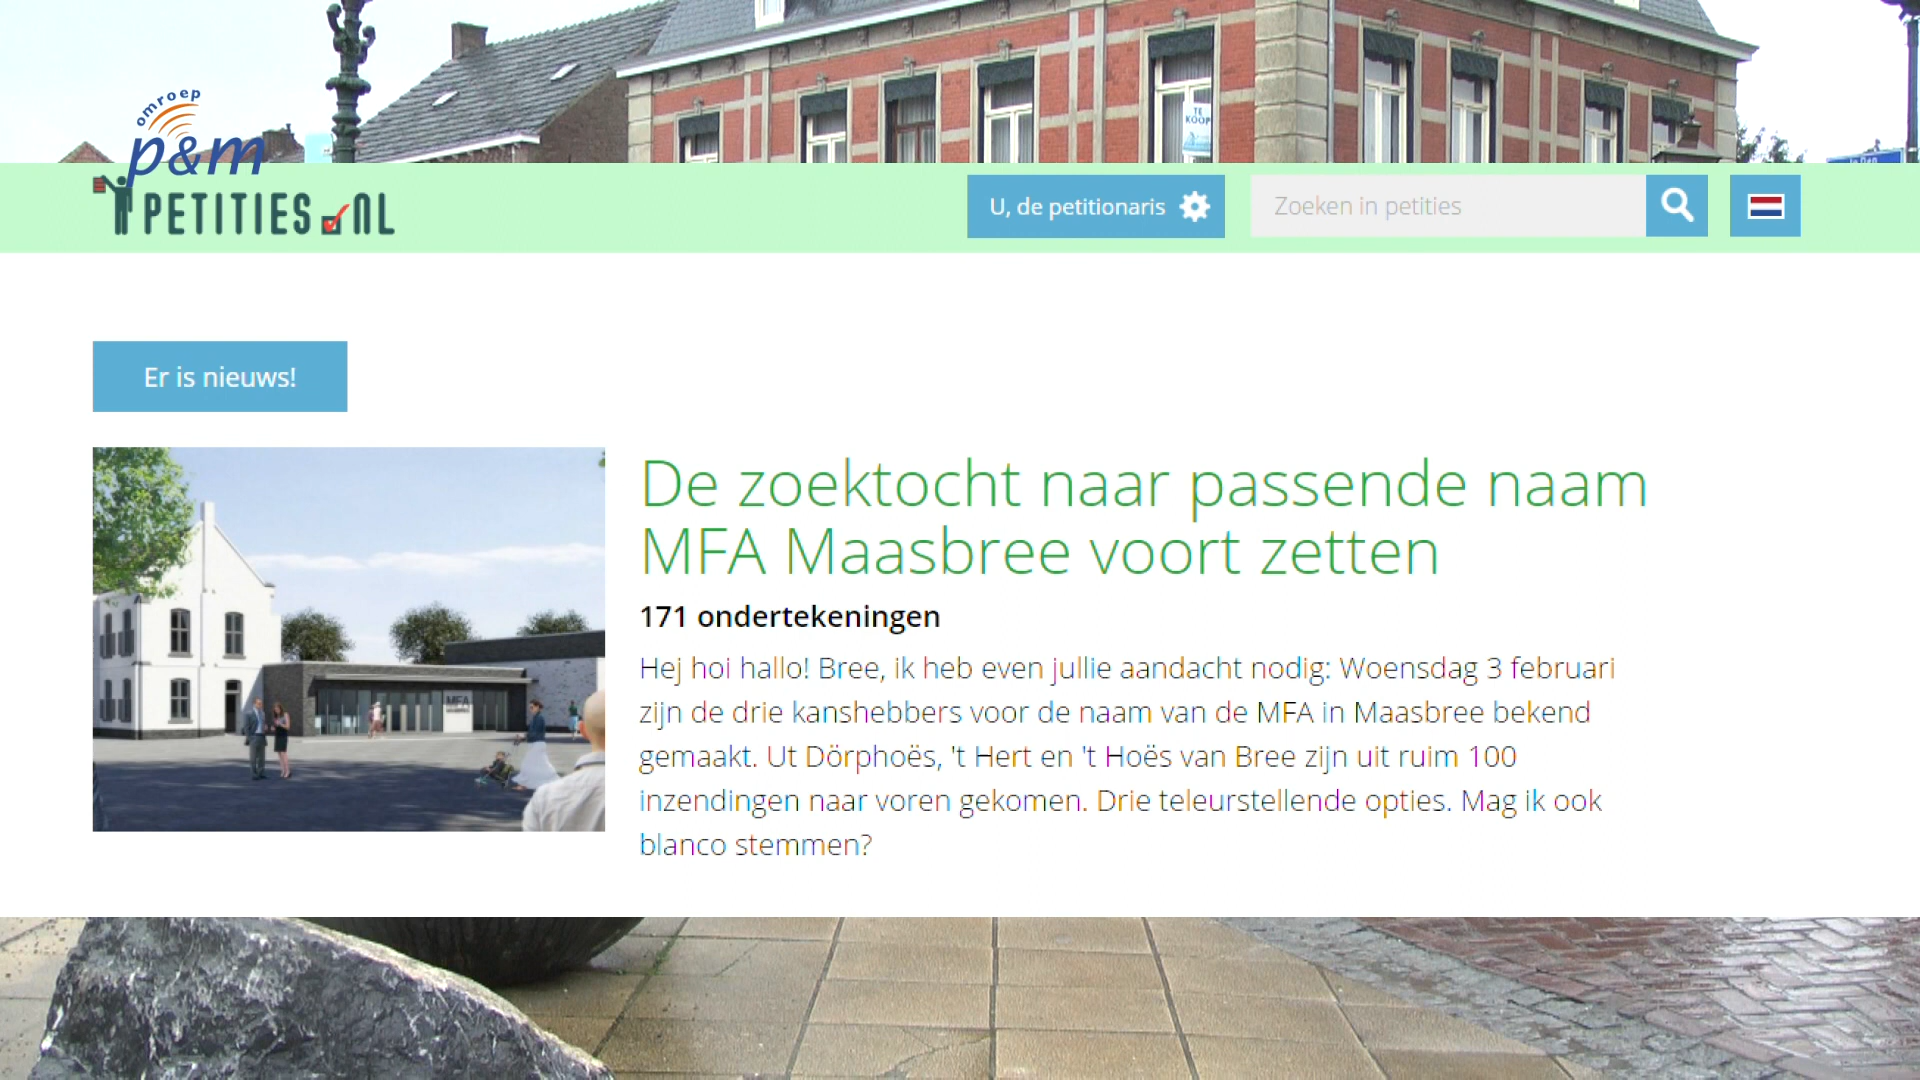 TE
KOOP
omroep
p&m
PETITIES.NL
U, de petitionaris
Zoeken in petities
Er is nieuws!
De zoektocht naar passende naam
MFA Maasbree voort zetten
171 ondertekeningen
Hej hoi hallo! Bree, ik heb even jullie aandacht nodig: Woensdag 3 februari
zijn de drie kanshebbers voor de naam van de MFA in Maasbree bekend
gemaakt. Ut Dörphoës, 't Hert en 't Hoës van Bree zijn uit ruim 100
inzendingen naar voren gekomen. Drie teleurstellende opties. Mag ik ook
blanco stemmen?
MFA